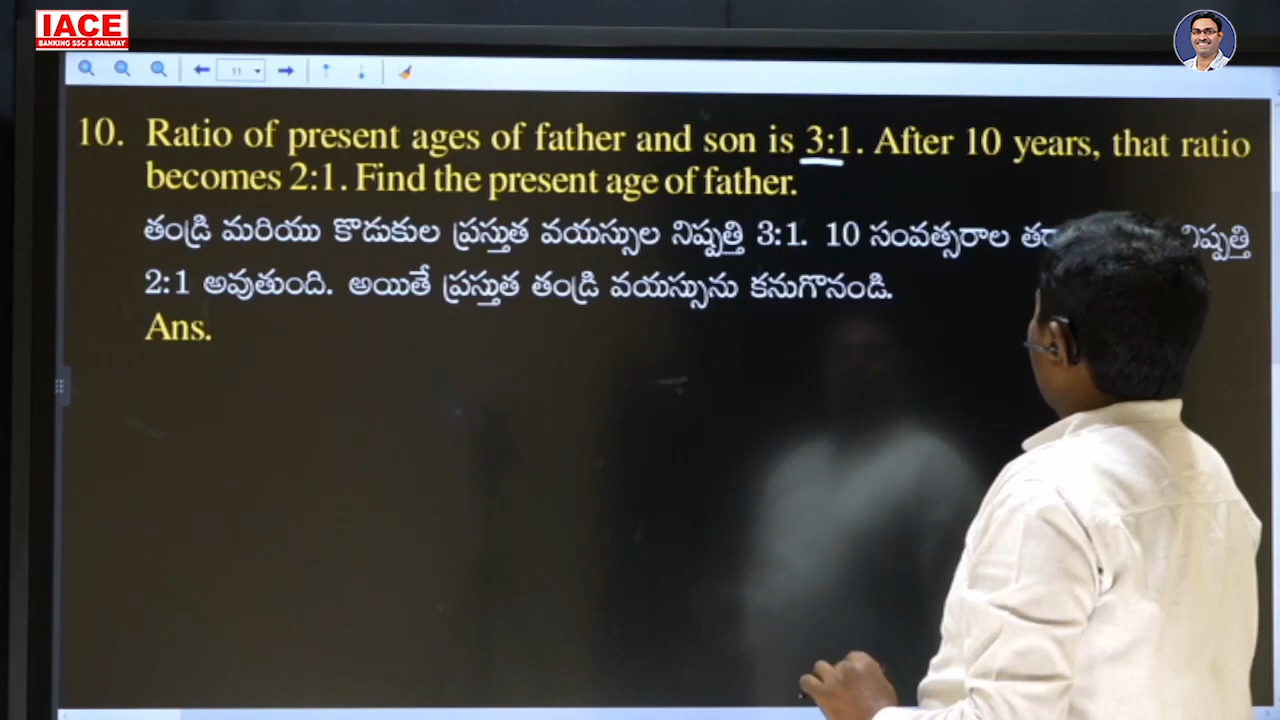 IACE
BANKING SSC & RAILWAY
11
10. Ratio of present ages of father and son is 3:1. After 10 years, that ratio
becomes 2:1. Find the present age of father.
తండ్రి మరియు కొడుకుల ప్రస్తుత వయస్సుల నిష్పత్తి 3:1. 10 సంవత్సరాల
2:1 అవుతుంది. అయితే ప్రస్తుత తండ్రి వయస్సును కనుగొనండి.
Ans.